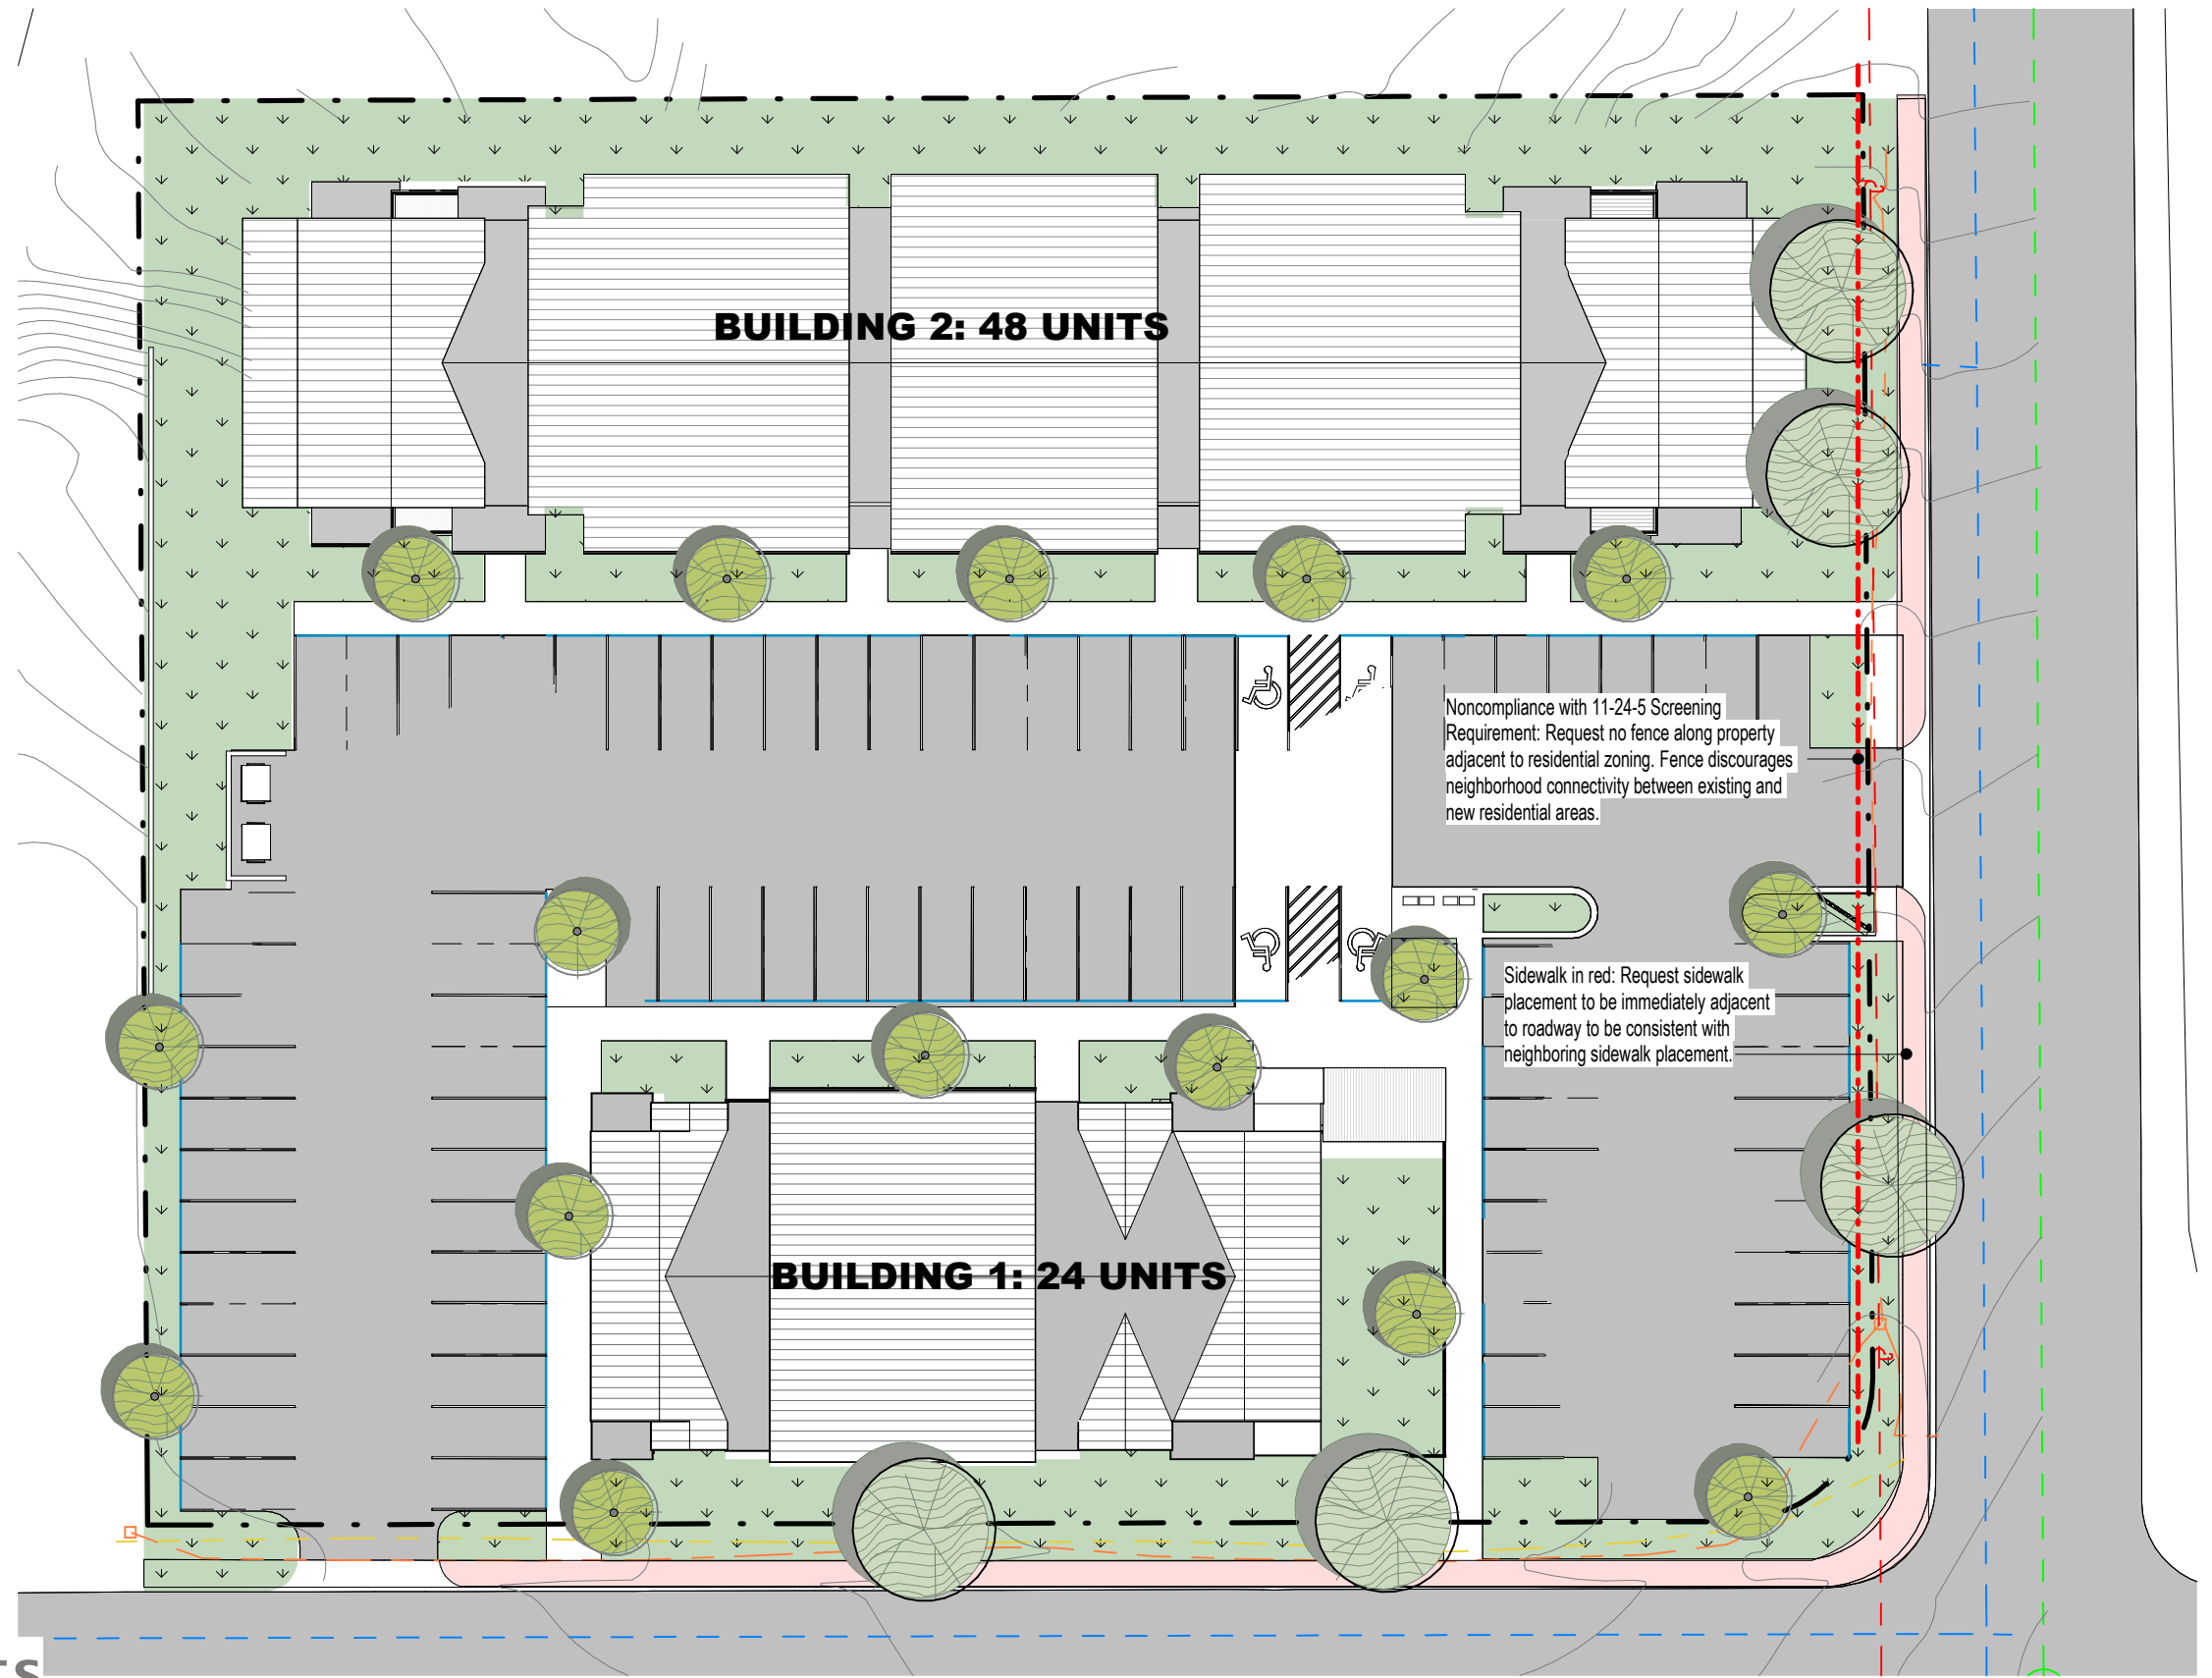 BUILDING 2: 48 UNITS
Noncompliance with 11-24-5 Screening
Requirement: Request no fence along property
adjacent to residential zoning. Fence discourages
neighborhood connectivity between existing and
new residential areas.
Sidewalk in red: Request sidewalk
placement to be immediately adjacent
to roadway to be consistent with
neighboring sidewalk placement.
BUILDING 1: 24 UNITS